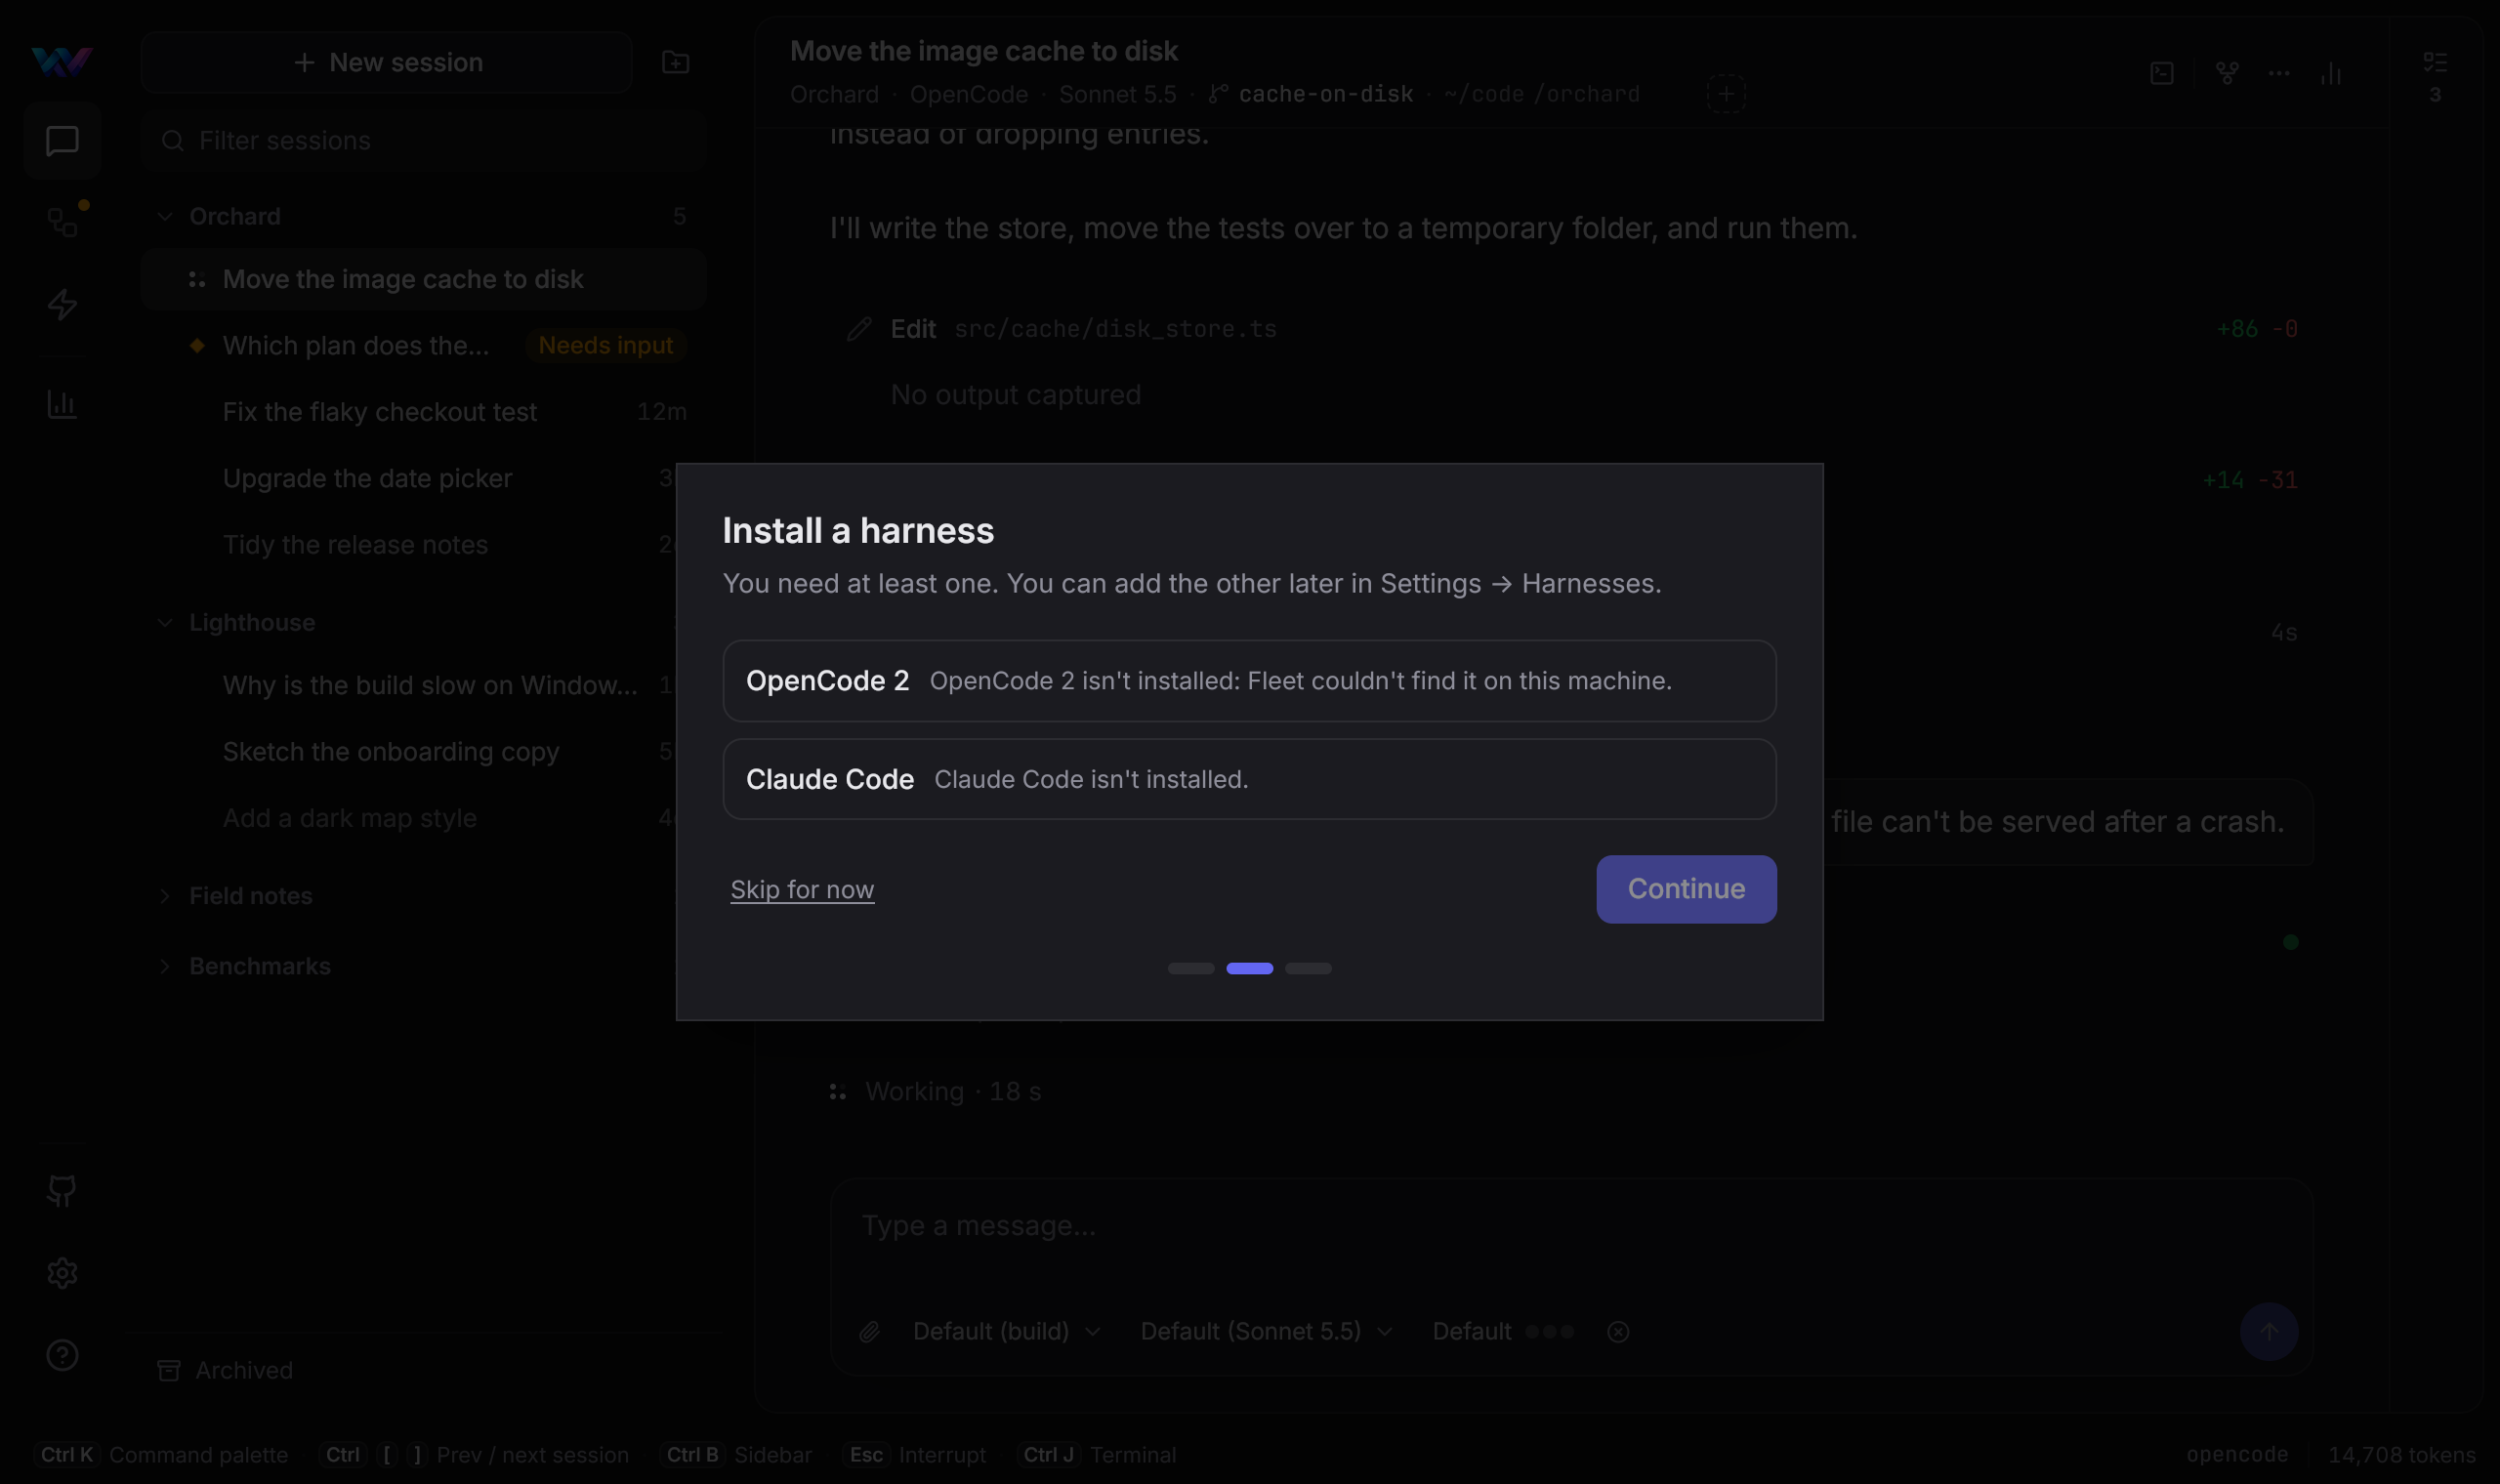 New session
Filter sessions
Orchard 5
Move the image cache to disk
Which plan does the... Needs input
Fix the flaky checkout test 12m
Upgrade the date picker
Tidy the release notes
Lighthouse
Why is the build slow on Window...
Sketch the onboarding copy
Add a dark map style
Field notes
Benchmarks
Archived
Move the image cache to disk
Orchard · OpenCode · Sonnet 5.5 · cache-on-disk · ~/code/orchard
3
instead of dropping entries.
I'll write the store, move the tests over to a temporary folder, and run them.
Edit src/cache/disk_store.ts +86 -0
No output captured
+14 -31
4s
file can't be served after a crash.
Install a harness
You need at least one. You can add the other later in Settings → Harnesses.
OpenCode 2 OpenCode 2 isn't installed: Fleet couldn't find it on this machine.
Claude Code Claude Code isn't installed.
Skip for now Continue
Working · 18 s
Type a message...
Default (build) Default (Sonnet 5.5) Default
Ctrl K Command palette Ctrl [ ] Prev / next session Ctrl B Sidebar Esc Interrupt Ctrl J Terminal opencode 14,708 tokens